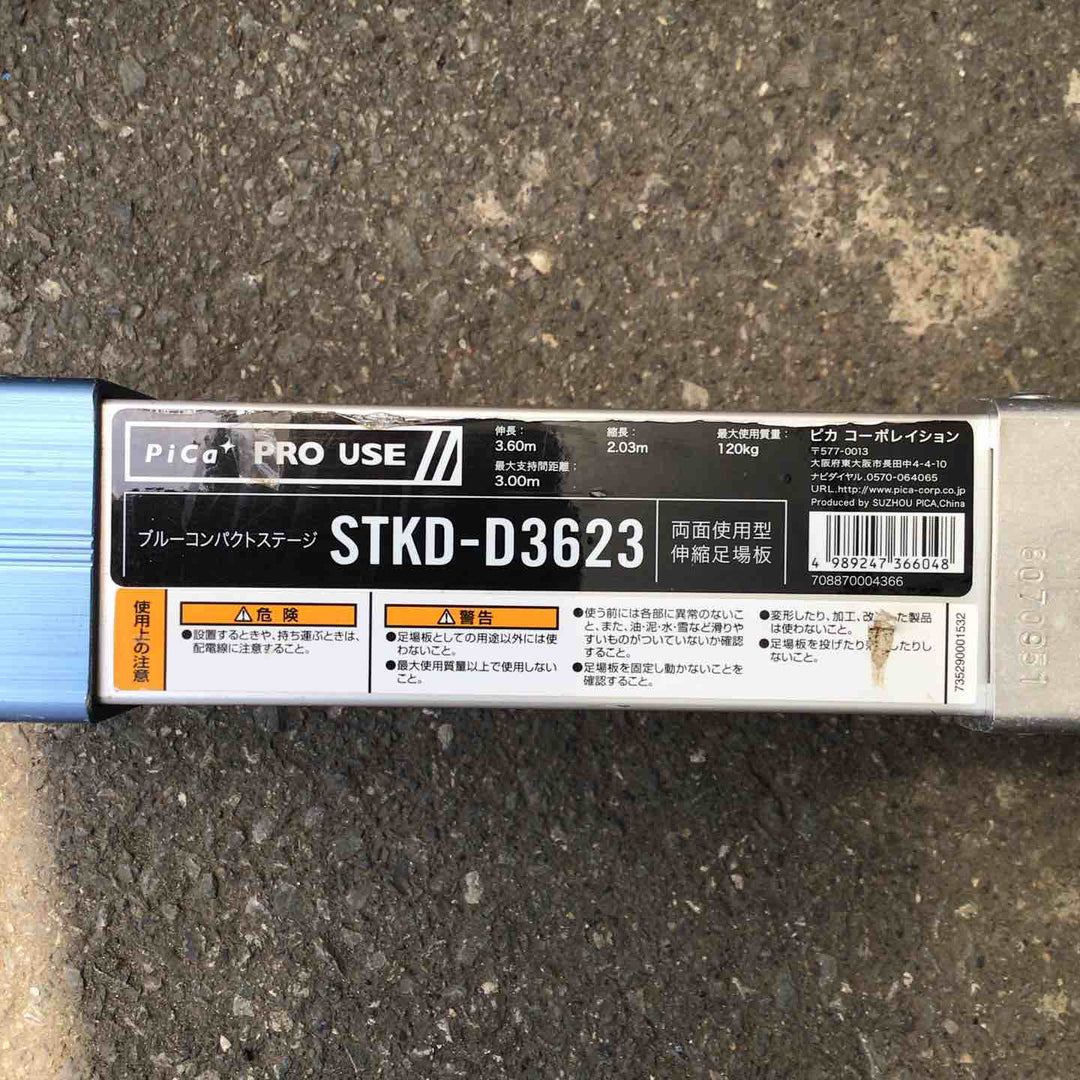 PiCa PRO USE
伸長：
3.60m
縮長：
2.03m
最大使用質量：
120kg
最大支持間距離：
3.00m
ピカ コーポレイション
〒577-0013
大阪府東大阪市長田中4-4-10
ナビダイヤル.0570-064065
URL.http://www.pica-corp.co.jp
Produced by SUZHOU PICA,China
ブルーコンパクトステージ STKD-D3623
両面使用型
伸縮足場板
4 989247 366048
708870004366
使用上の注意
危険
●設置するときや、持ち運ぶときは、
配電線に注意すること。
警告
●足場板としての用途以外には使
わないこと。
●最大使用質量以上で使用しない
こと。
●使う前には各部に異常のないこ
と、また、油・泥・水・雪など滑りや
すいものがついていないか確認
すること。
●足場板を固定し動かないことを
確認すること。
●変形したり、加工、改 た製品
は使わないこと。
●足場板を投げたり したりし
ないこと。
735290001532